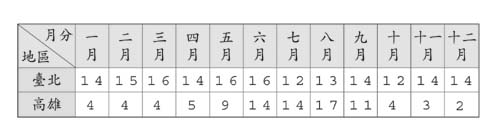 月分 地區 一月 二月 三月 四月 五月 六月 七月 八月 九月 十月 十一月 十二月
臺北 14 15 16 14 16 16 12 13 14 12 14 14
高雄 4 4 4 5 9 14 14 17 11 4 3 2